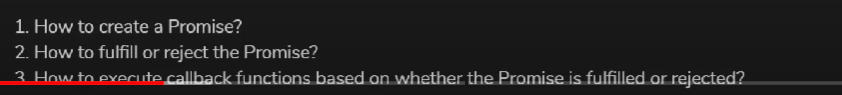 1. How to create a Promise?
2. How to fulfill or reject the Promise?
3. How to execute callback functions based on whether the Promise is fulfilled or rejected?